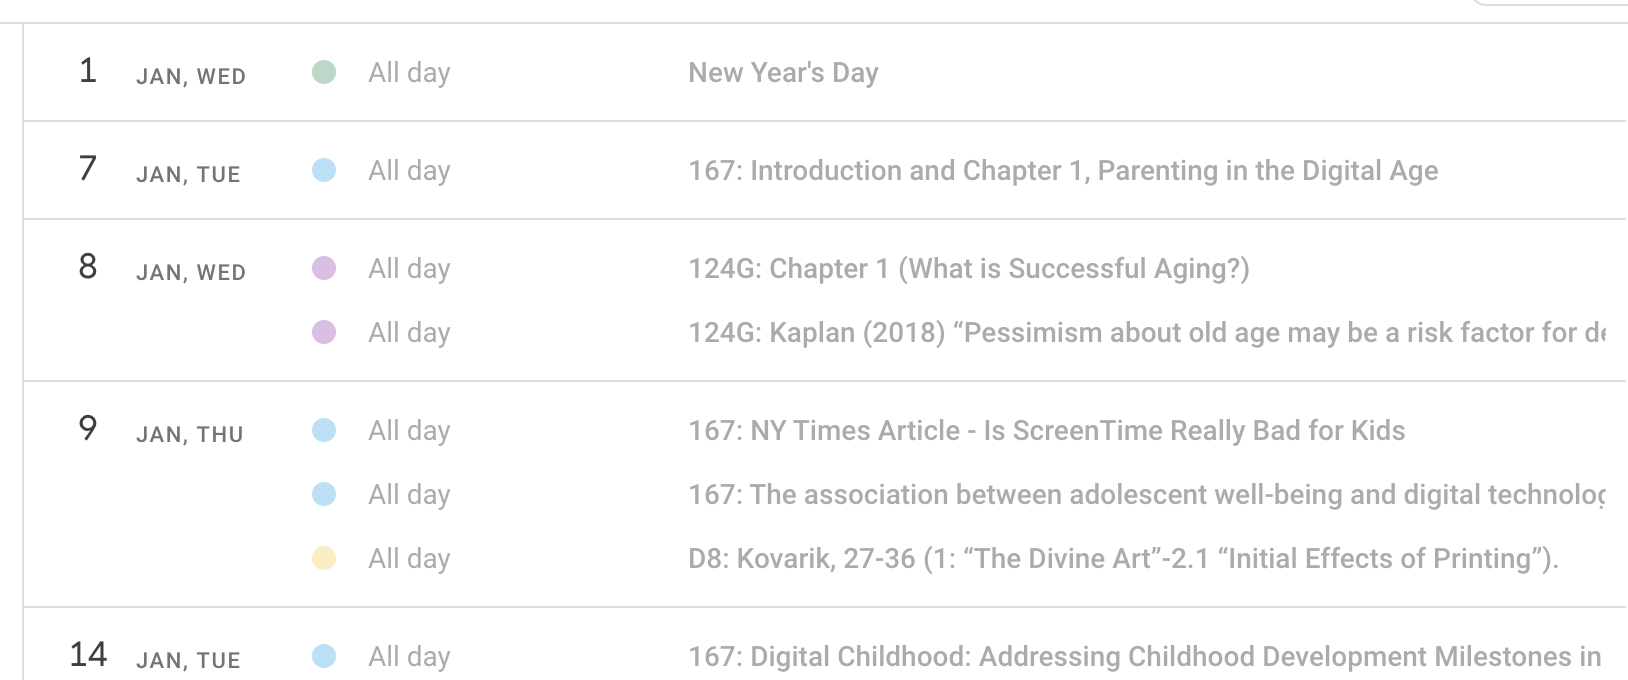 1 JAN, WED All day New Year's Day
7 JAN, TUE All day 167: Introduction and Chapter 1, Parenting in the Digital Age
8 JAN, WED All day 124G: Chapter 1 (What is Successful Aging?)
All day 124G: Kaplan (2018) “Pessimism about old age may be a risk factor for
9 JAN, THU All day 167: NY Times Article - Is ScreenTime Really Bad for Kids
All day 167: The association between adolescent well-being and digital
All day D8: Kovarik, 27-36 (1: “The Divine Art”-2.1 “Initial Effects of Printing”).
14 JAN, TUE All day 167: Digital Childhood: Addressing Childhood Development Milestones in